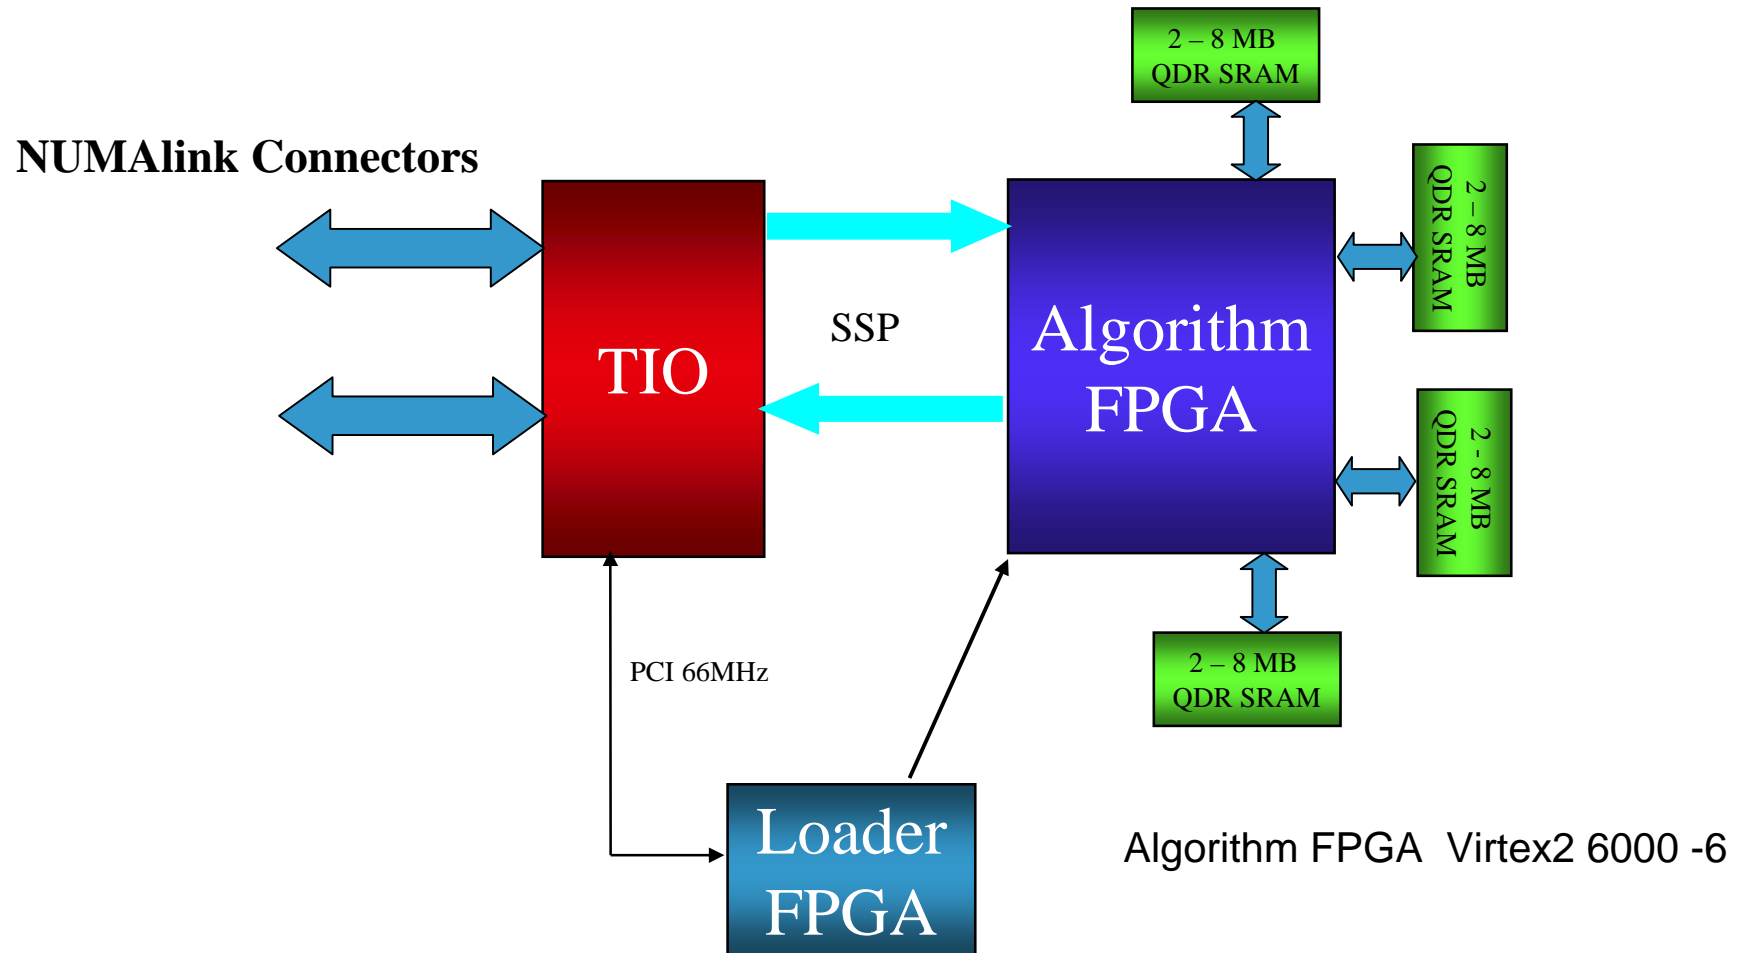 2 – 8 MB
QDR SRAM
NUMAlink Connectors
2 – 8 MB
QDR SRAM
SSP
TIO
Algorithm
FPGA
2 - 8 MB
QDR SRAM
PCI 66MHz
2 – 8 MB
QDR SRAM
Loader
FPGA
Algorithm FPGA  Virtex2 6000 -6